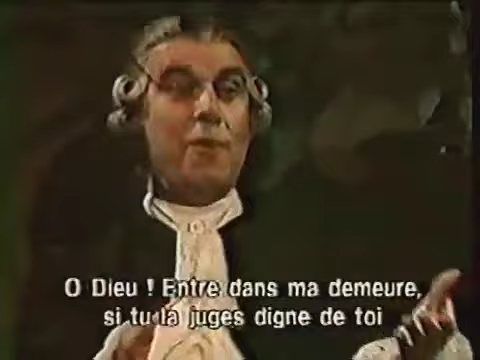 O Dieu ! Entre dans ma demeure,
si tu la juges digne de toi